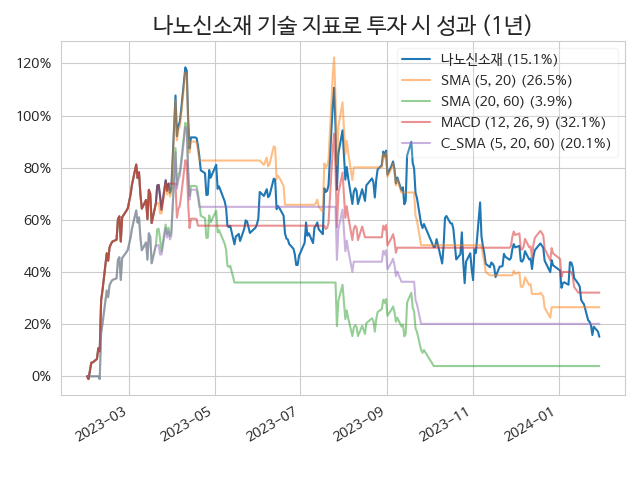 나노신소재 기술 지표로 투자 시 성과 (1년)
120%
100%
80%
60%
40%
20%
0%
나노신소재 (15.1%)
SMA (5, 20) (26.5%)
SMA (20, 60) (3.9%)
MACD (12, 26, 9) (32.1%)
C_SMA (5, 20, 60) (20.1%)
2023-03
2023-05
2023-07
2023-09
2023-11
2024-01